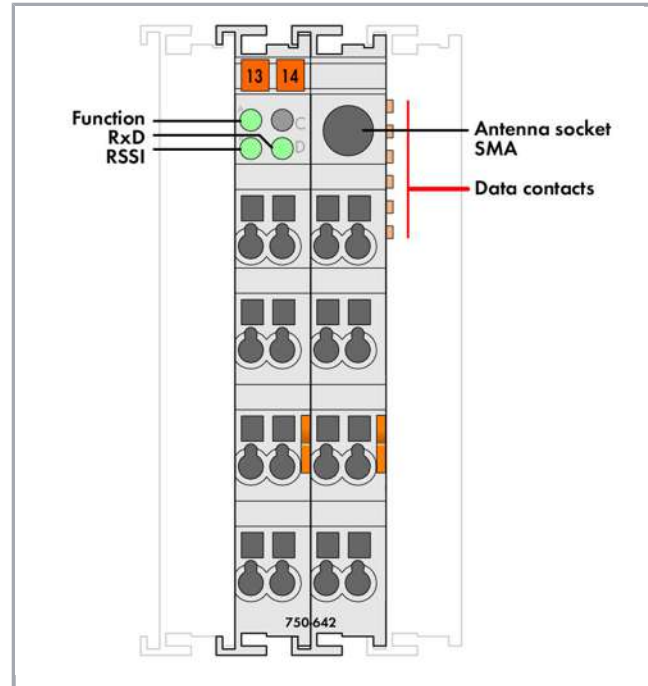 13 14
Function
RxD
RSSI
A
C
D
Antenna socket
SMA
Data contacts
750-642